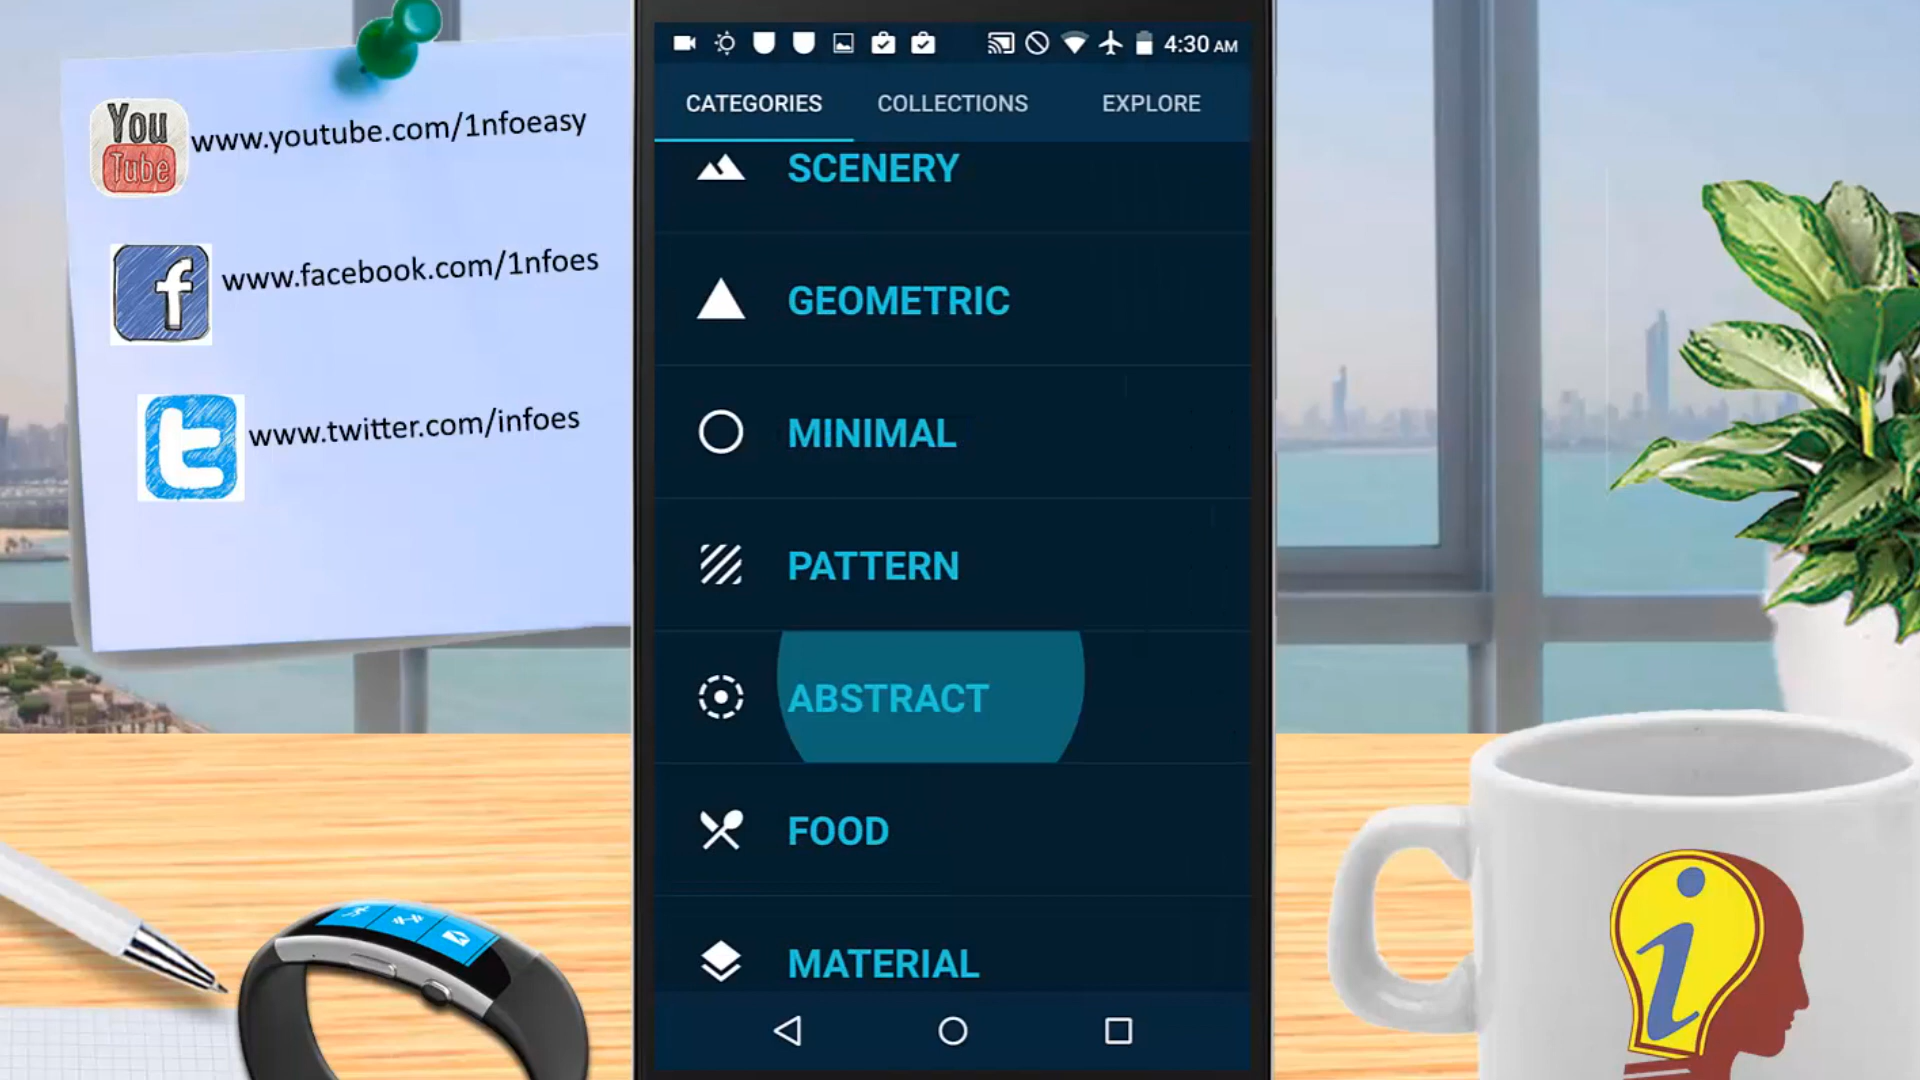 You
Tube
www.youtube.com/1nfoeasy
f
www.facebook.com/1nfoes
t
www.twitter.com/infoes
4:30 AM
CATEGORIES
COLLECTIONS
EXPLORE
SCENERY
GEOMETRIC
MINIMAL
PATTERN
ABSTRACT
FOOD
MATERIAL
i